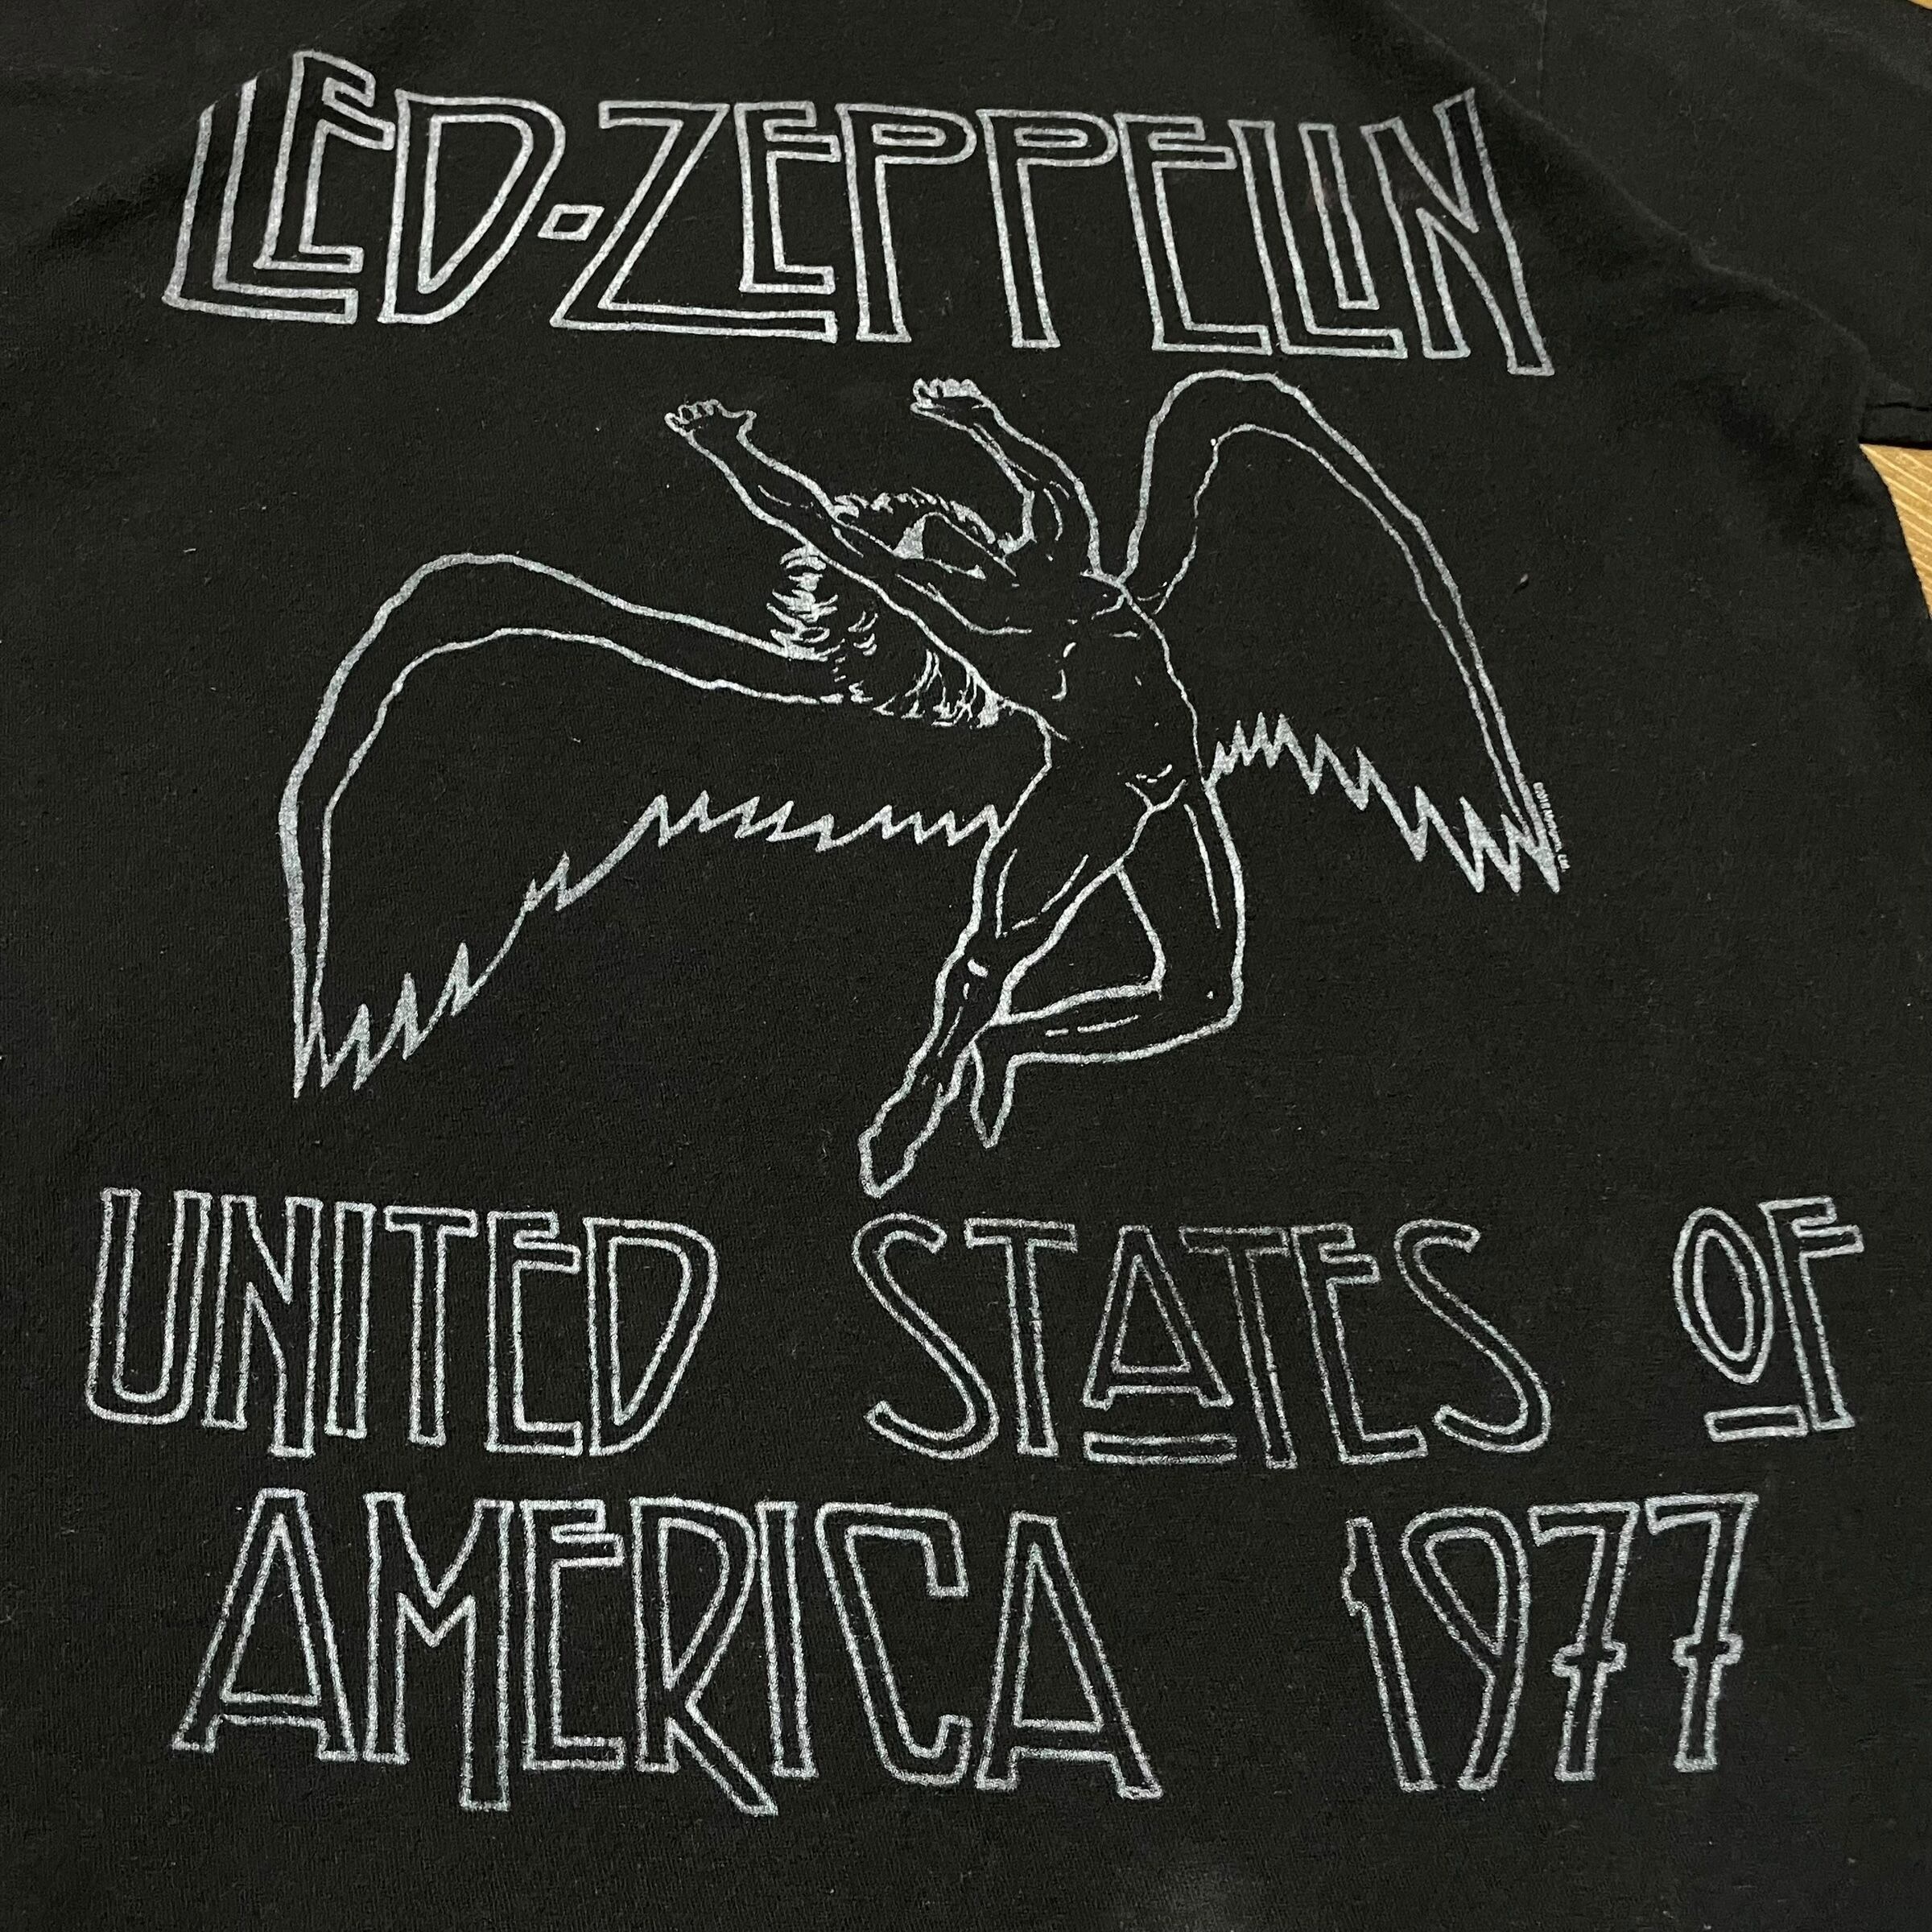 LED-ZEPPELIN
UNITED STATES OF
AMERICA 1977